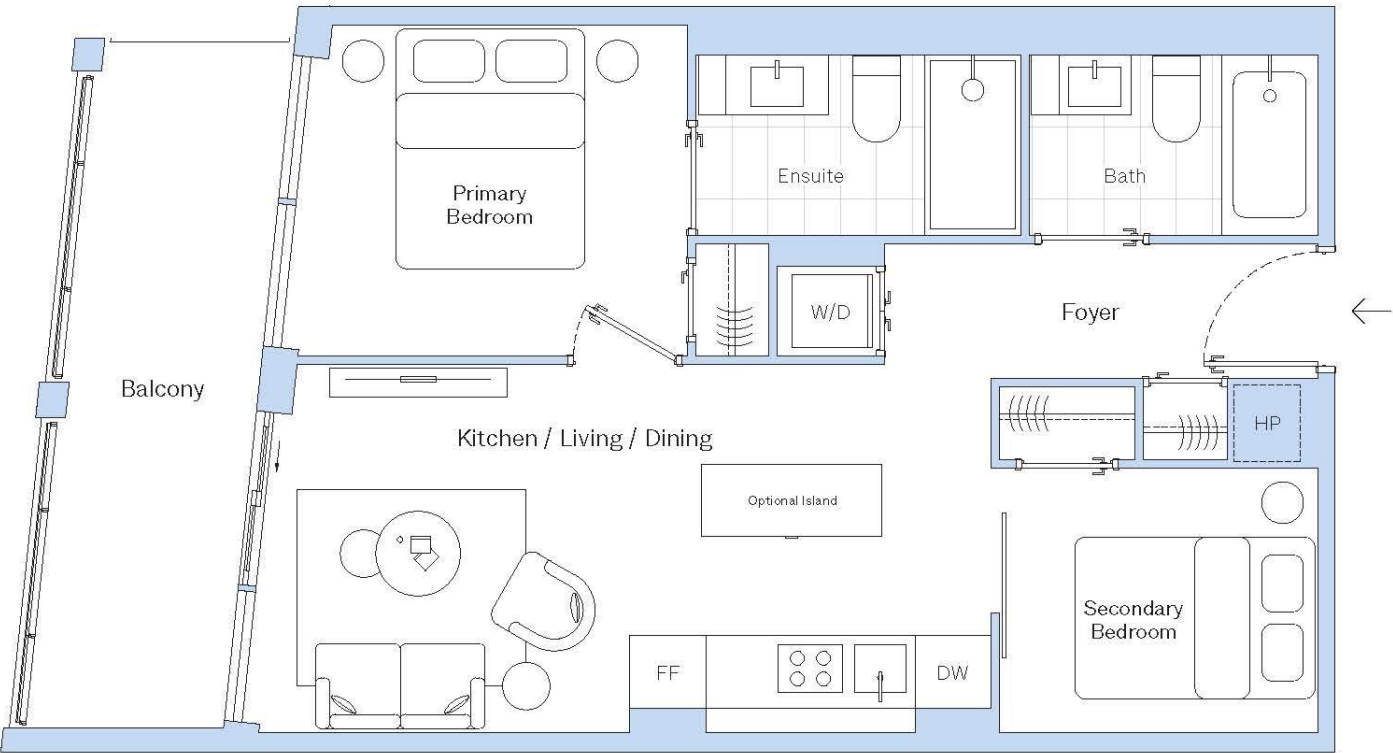 Ensuite
Bath
Primary
Bedroom
W/D
Foyer
Balcony
Kitchen / Living / Dining
HP
Optional Island
Secondary
Bedroom
FF
DW